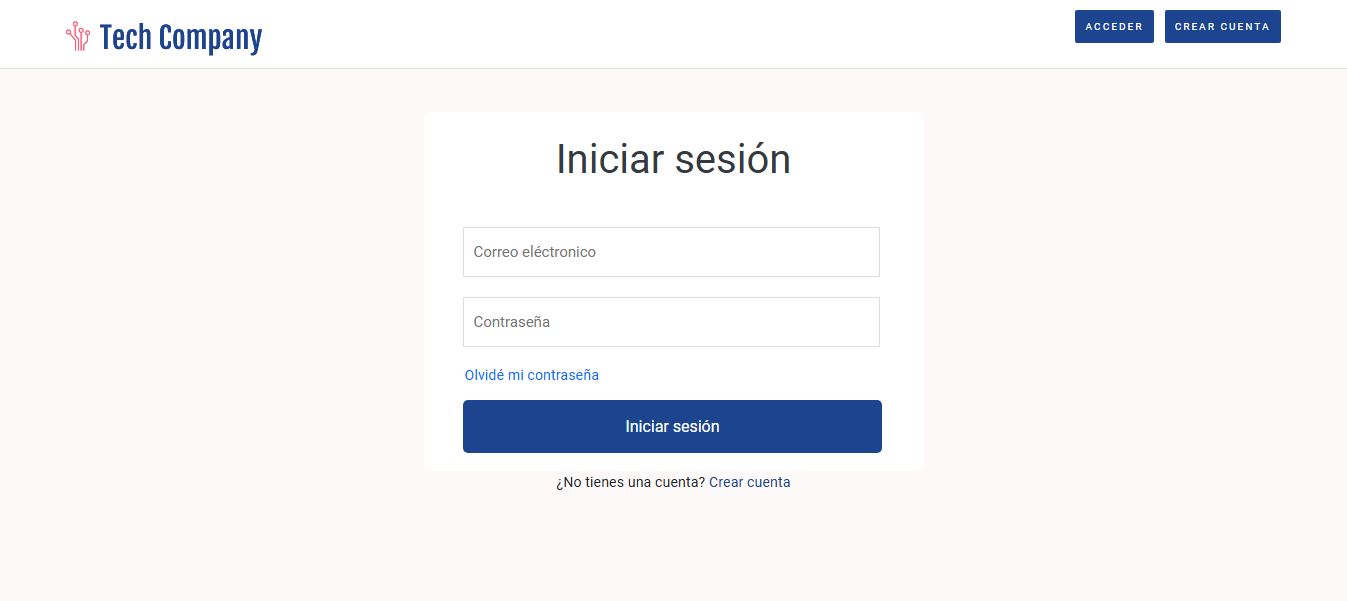 Tech Company
ACCEDER
CREAR CUENTA
Iniciar sesión
Correo eléctronico
Contraseña
Olvidé mi contraseña
Iniciar sesión
¿No tienes una cuenta? Crear cuenta